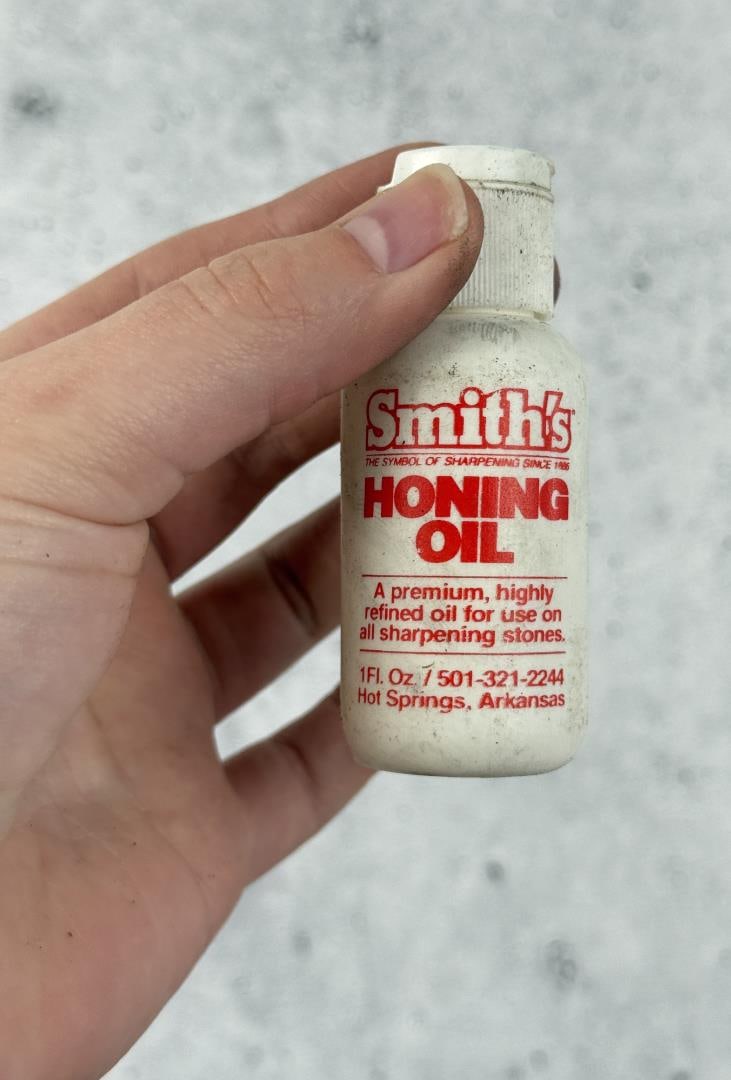 Smith's
THE SYMBOL OF SHARPENING SINCE 1886
HONING
OIL
A premium, highly
refined oil for use on
all sharpening stones.
1Fl. Oz. / 501-321-2244
Hot Springs, Arkansas